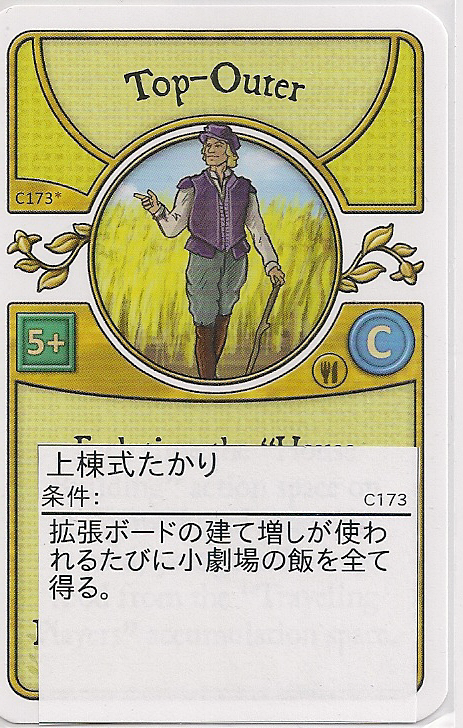 Top-Outer
C173*
5+
C
上棟式たかり
条件: C173
拡張ボードの建て増しが使わ
れるたびに小劇場の飯を全て
得る。